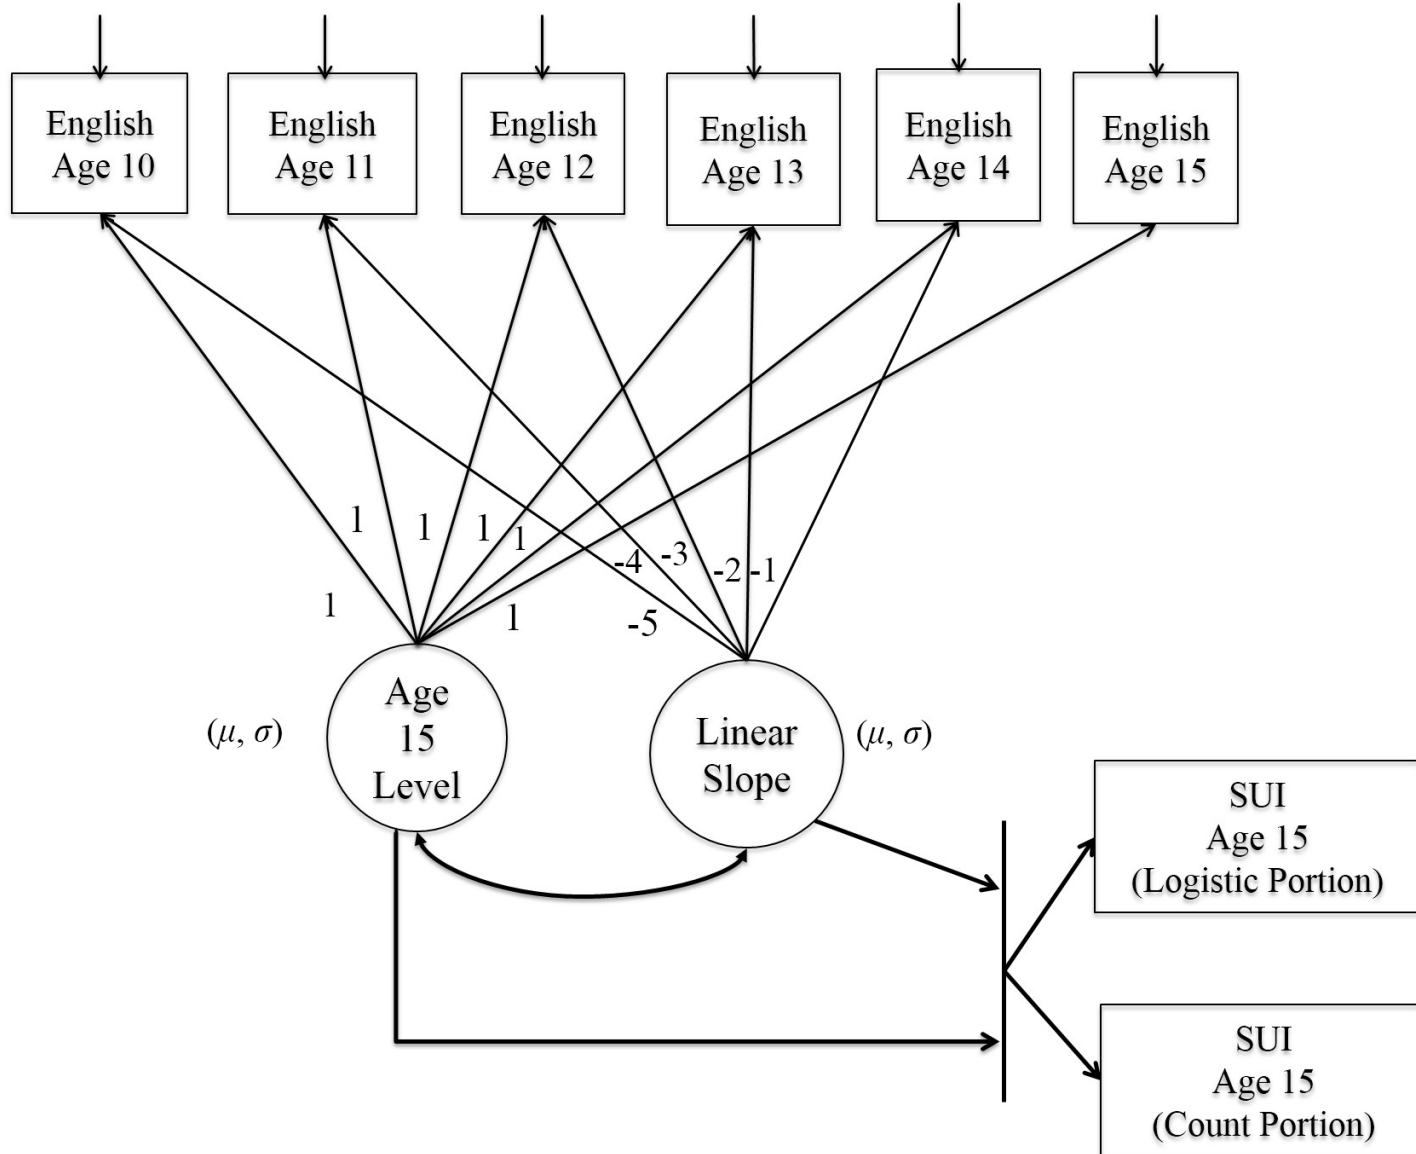 English
Age 10
English
Age 11
English
Age 12
English
Age 13
English
Age 14
English
Age 15
1
1
1
1
-4
-3
-2
-1
1
1
-5
Age
15
Level
(μ, σ)
Linear
Slope
(μ, σ)
SUI
Age 15
(Logistic Portion)
SUI
Age 15
(Count Portion)